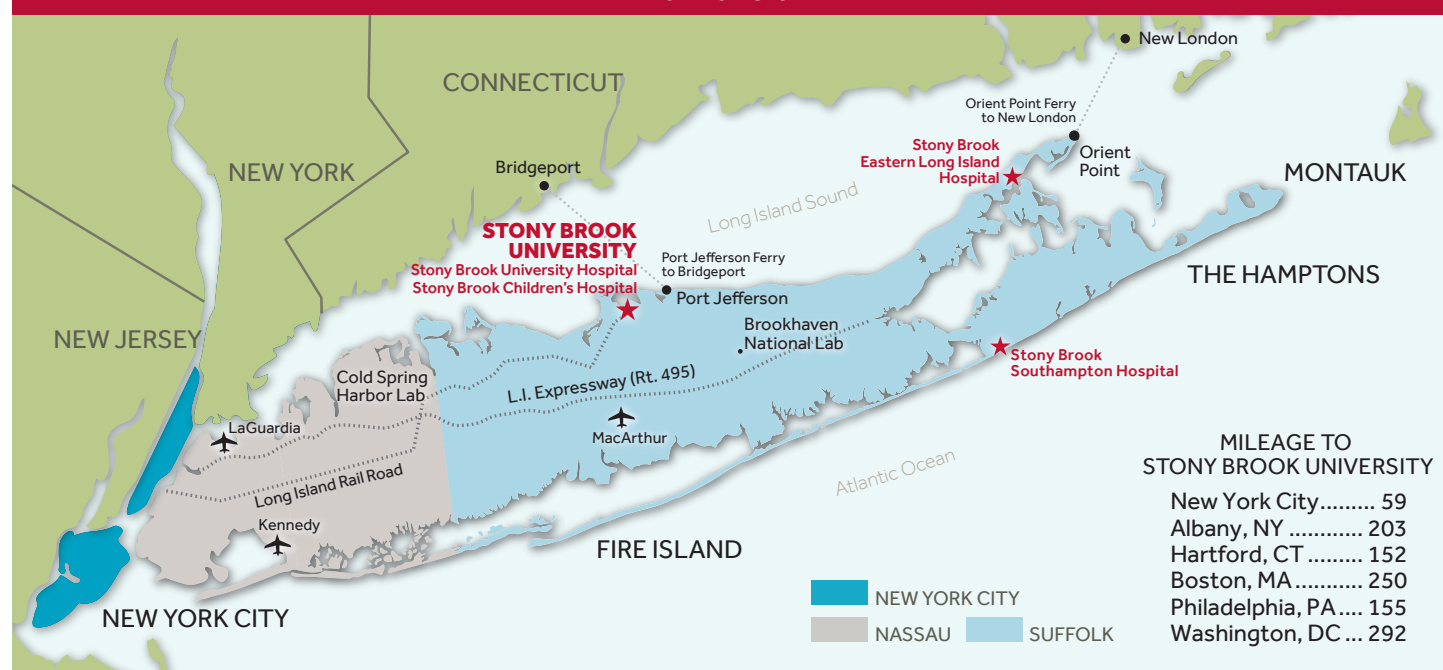 New London
CONNECTICUT
Orient Point Ferry
to New London
Stony Brook
Eastern Long Island
Hospital
Orient
Point
NEW YORK
Bridgeport
MONTAUK
Long Island Sound
STONY BROOK
UNIVERSITY
Stony Brook University Hospital
Stony Brook Children's Hospital
Port Jefferson Ferry
to Bridgeport
Port Jefferson
THE HAMPTONS
NEW JERSEY
Brookhaven
National Lab
Stony Brook
Southampton Hospital
Cold Spring
Harbor Lab
L.I. Expressway (Rt. 495)
LaGuardia
MacArthur
Long Island Rail Road
Atlantic Ocean
Kennedy
FIRE ISLAND
NEW YORK CITY
MILEAGE TO
STONY BROOK UNIVERSITY
New York City......... 59
Albany, NY ............ 203
Hartford, CT ......... 152
Boston, MA........... 250
Philadelphia, PA.... 155
Washington, DC ... 292
NEW YORK CITY
NASSAU
SUFFOLK